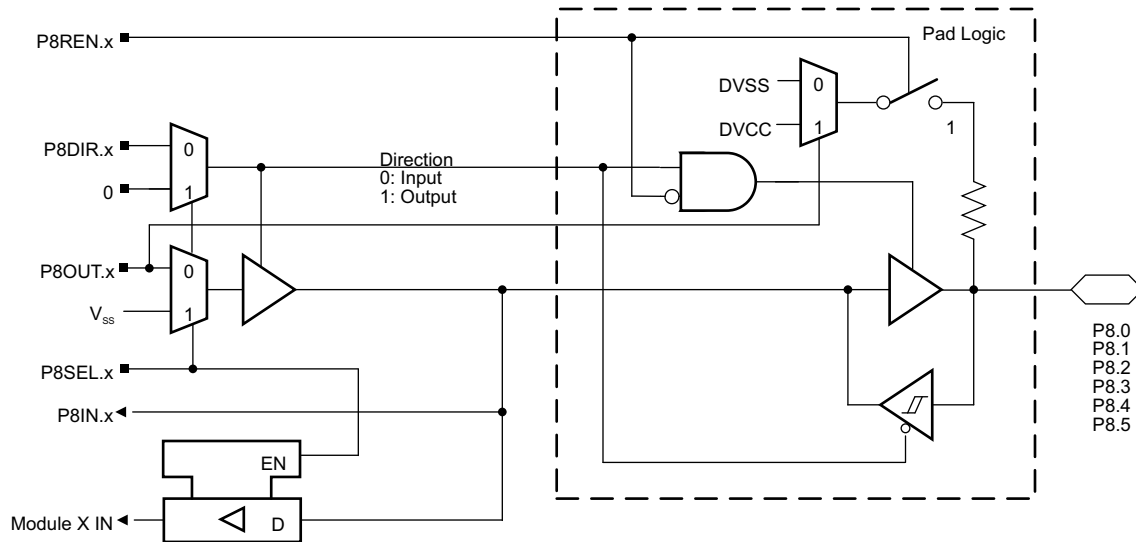 P8REN.x
Pad Logic
DVSS
0
DVCC
1
1
P8DIR.x
0
0
1
Direction
0: Input
1: Output
P8OUT.x
0
VSS
1
P8SEL.x
P8IN.x
EN
Module X IN
D
P8.0
P8.1
P8.2
P8.3
P8.4
P8.5